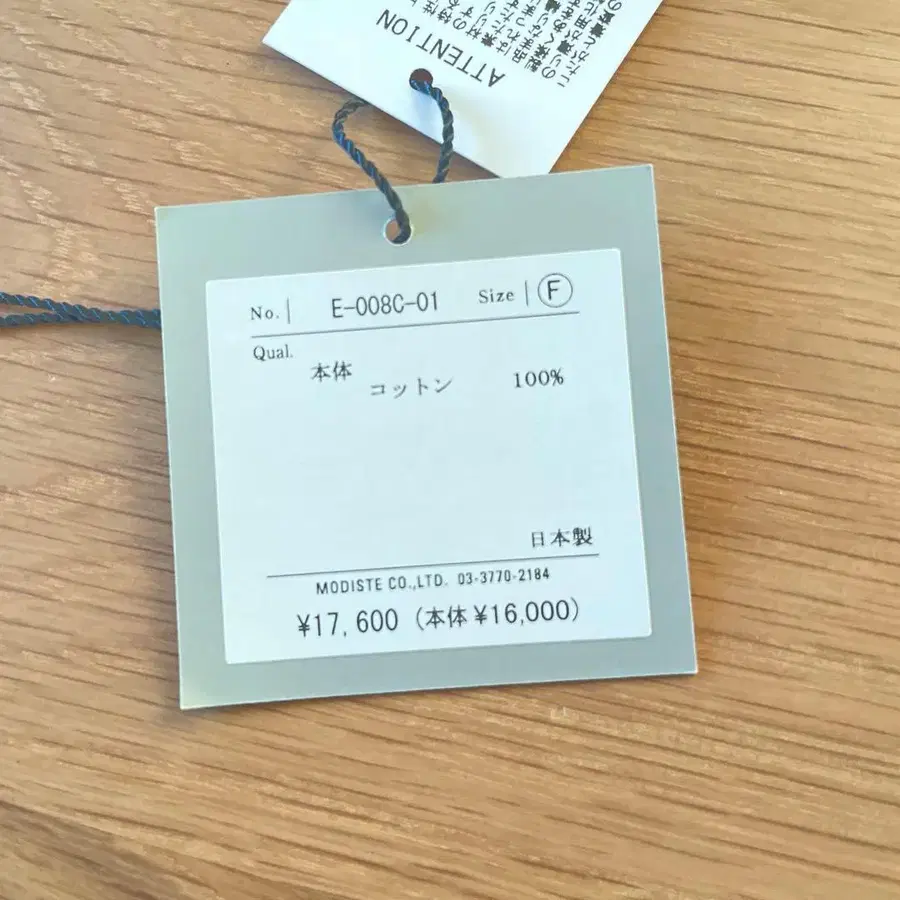 ATTENTION
No. E-008C-01 Size F
Qual.
本体
コットン 100%
日本製
MODISTE CO.,LTD. 03-3770-2184
¥17,600 (本体 ¥16,000)